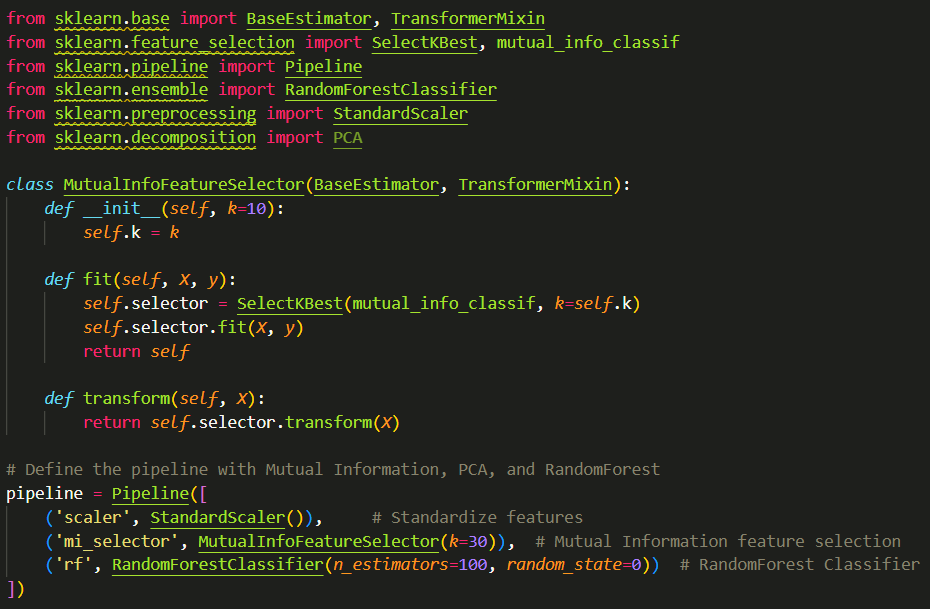 from sklearn.base import BaseEstimator, TransformerMixin
from sklearn.feature_selection import SelectKBest, mutual_info_classif
from sklearn.pipeline import Pipeline
from sklearn.ensemble import RandomForestClassifier
from sklearn.preprocessing import StandardScaler
from sklearn.decomposition import PCA

class MutualInfoFeatureSelector(BaseEstimator, TransformerMixin):
    def __init__(self, k=10):
        self.k = k

    def fit(self, X, y):
        self.selector = SelectKBest(mutual_info_classif, k=self.k)
        self.selector.fit(X, y)
        return self

    def transform(self, X):
        return self.selector.transform(X)

# Define the pipeline with Mutual Information, PCA, and RandomForest
pipeline = Pipeline([
    ('scaler', StandardScaler()),     # Standardize features
    ('mi_selector', MutualInfoFeatureSelector(k=30)),  # Mutual Information feature selection
    ('rf', RandomForestClassifier(n_estimators=100, random_state=0))  # RandomForest Classifier
])